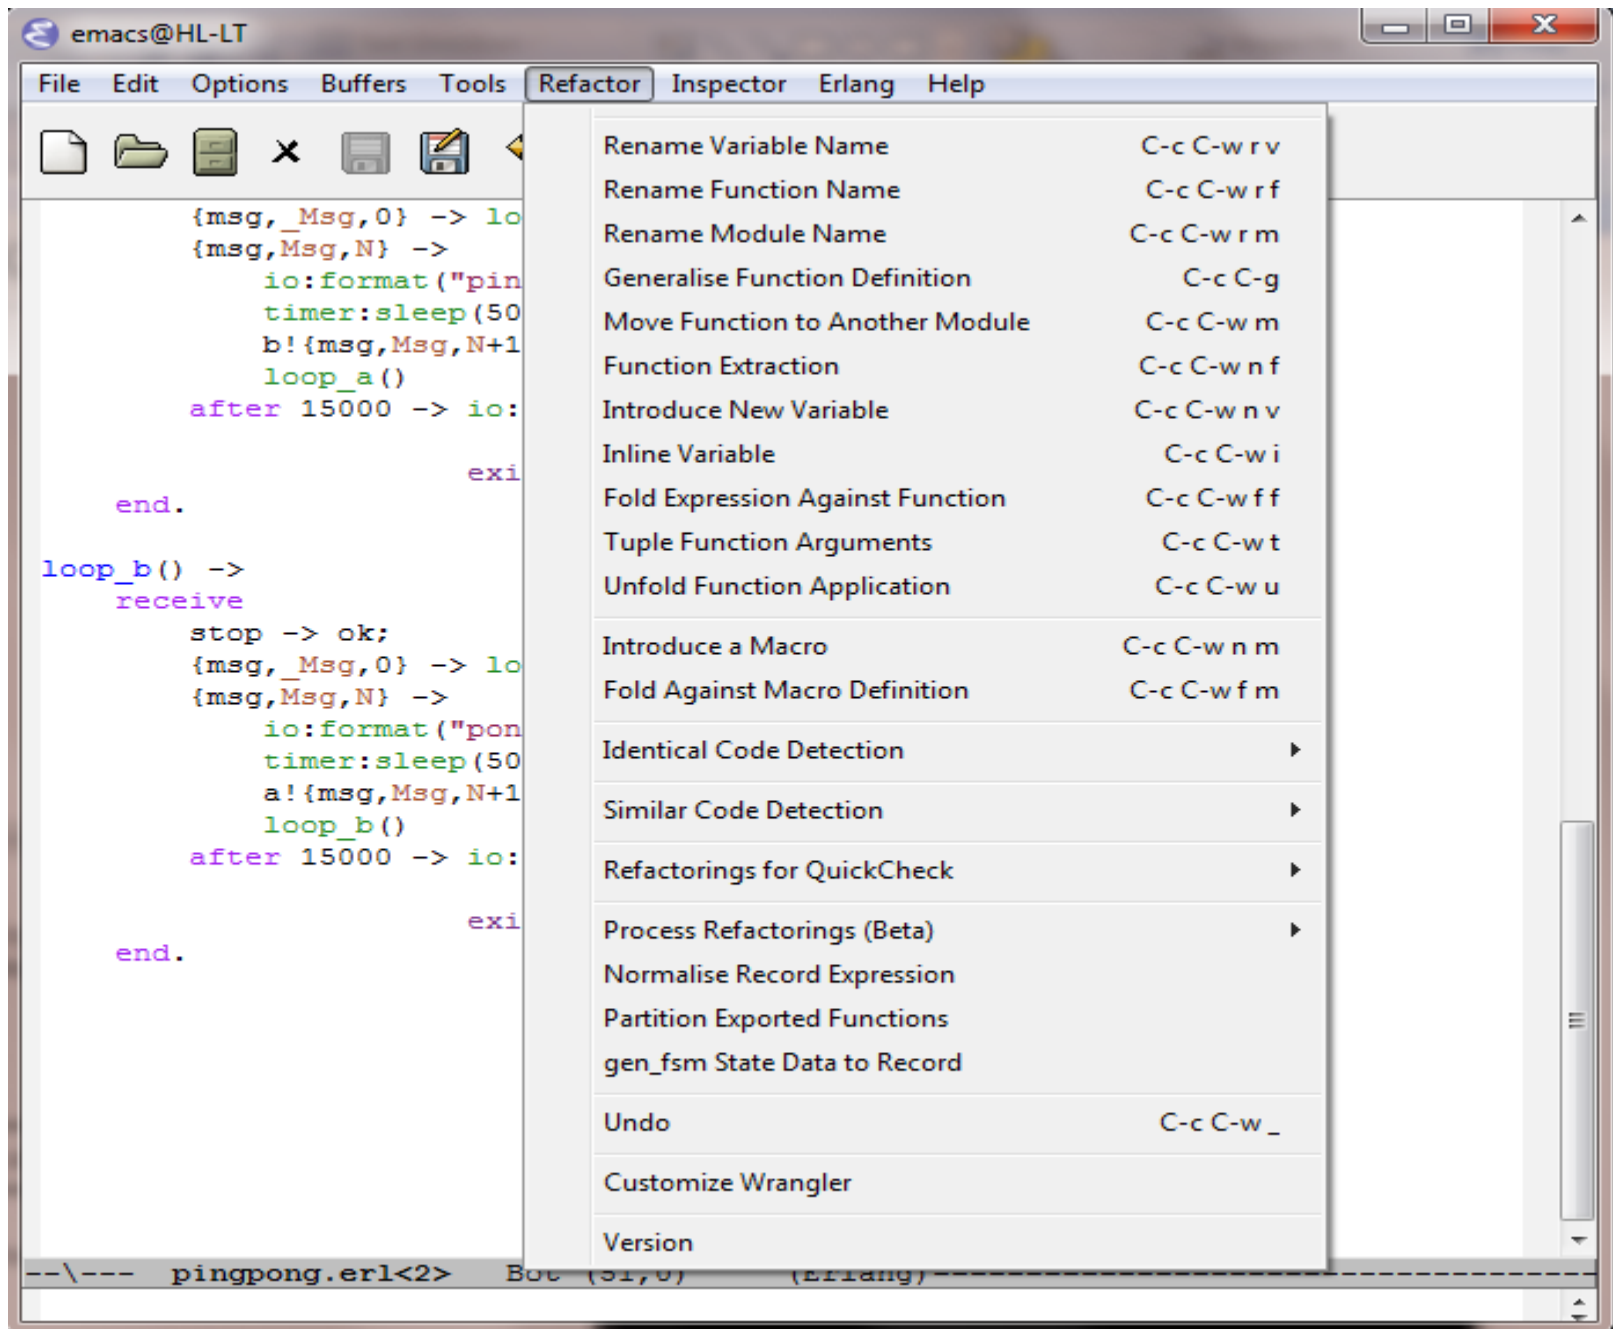 emacs@HL-LT
File Edit Options Buffers Tools Refactor Inspector Erlang Help
Rename Variable Name C-c C-w r v
Rename Function Name C-c C-w r f
Rename Module Name C-c C-w r m
Generalise Function Definition C-c C-g
Move Function to Another Module C-c C-w m
Function Extraction C-c C-w n f
Introduce New Variable C-c C-w n v
Inline Variable C-c C-w i
Fold Expression Against Function C-c C-w f f
Tuple Function Arguments C-c C-w t
Unfold Function Application C-c C-w u
Introduce a Macro C-c C-w n m
Fold Against Macro Definition C-c C-w f m
Identical Code Detection
Similar Code Detection
Refactorings for QuickCheck
Process Refactorings (Beta)
Normalise Record Expression
Partition Exported Functions
gen_fsm State Data to Record
Undo C-c C-w _
Customize Wrangler
Version
{msg,_Msg,0} -> lo
{msg,Msg,N} ->
io:format("pin
timer:sleep(50
b!{msg,Msg,N+1
loop_a()
after 15000 -> io:
exi
end.
loop_b() ->
receive
stop -> ok;
{msg,_Msg,0} -> lo
{msg,Msg,N} ->
io:format("pon
timer:sleep(50
a!{msg,Msg,N+1
loop_b()
after 15000 -> io:
exi
end.
--\--- pingpong.erl<2> Bot (51,0) (Erlang)-----------------------------------